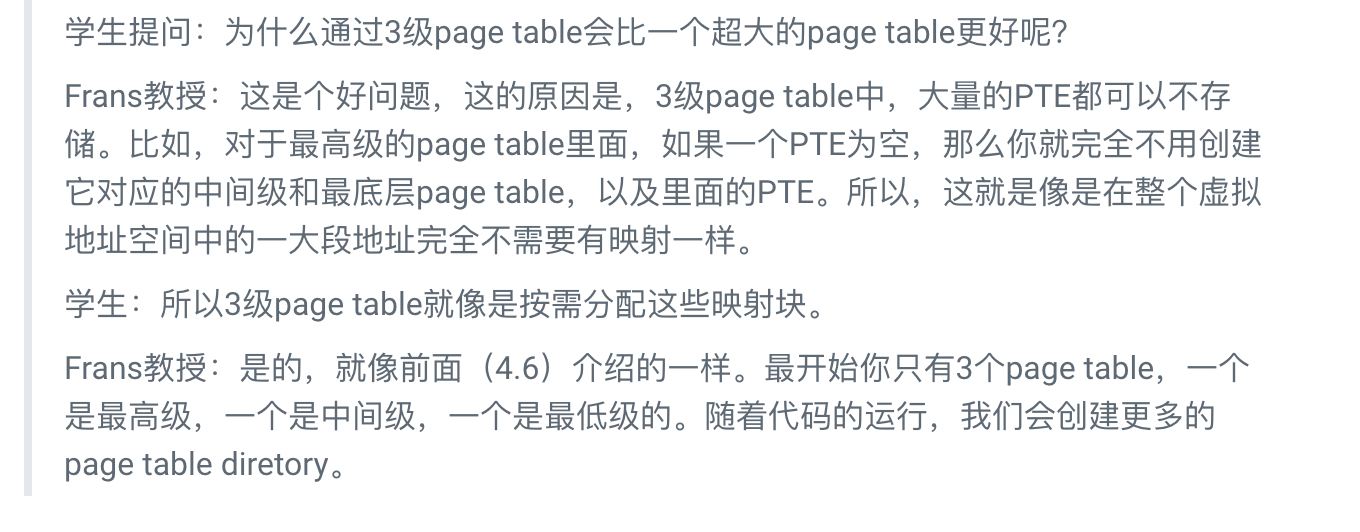 学生提问：为什么通过3级page table会比一个超大的page table更好呢？
Frans教授：这是个好问题，这的原因是，3级page table中，大量的PTE都可以不存
储。比如，对于最高级的page table里面，如果一个PTE为空，那么你就完全不用创建
它对应的中间级和最底层page table，以及里面的PTE。所以，这就是像是在整个虚拟
地址空间中的一大段地址完全不需要有映射一样。
学生：所以3级page table就像是按需分配这些映射块。
Frans教授：是的，就像前面（4.6）介绍的一样。最开始你只有3个page table，一个
是最高级，一个是中间级，一个是最低级的。随着代码的运行，我们会创建更多的
page table diretory。